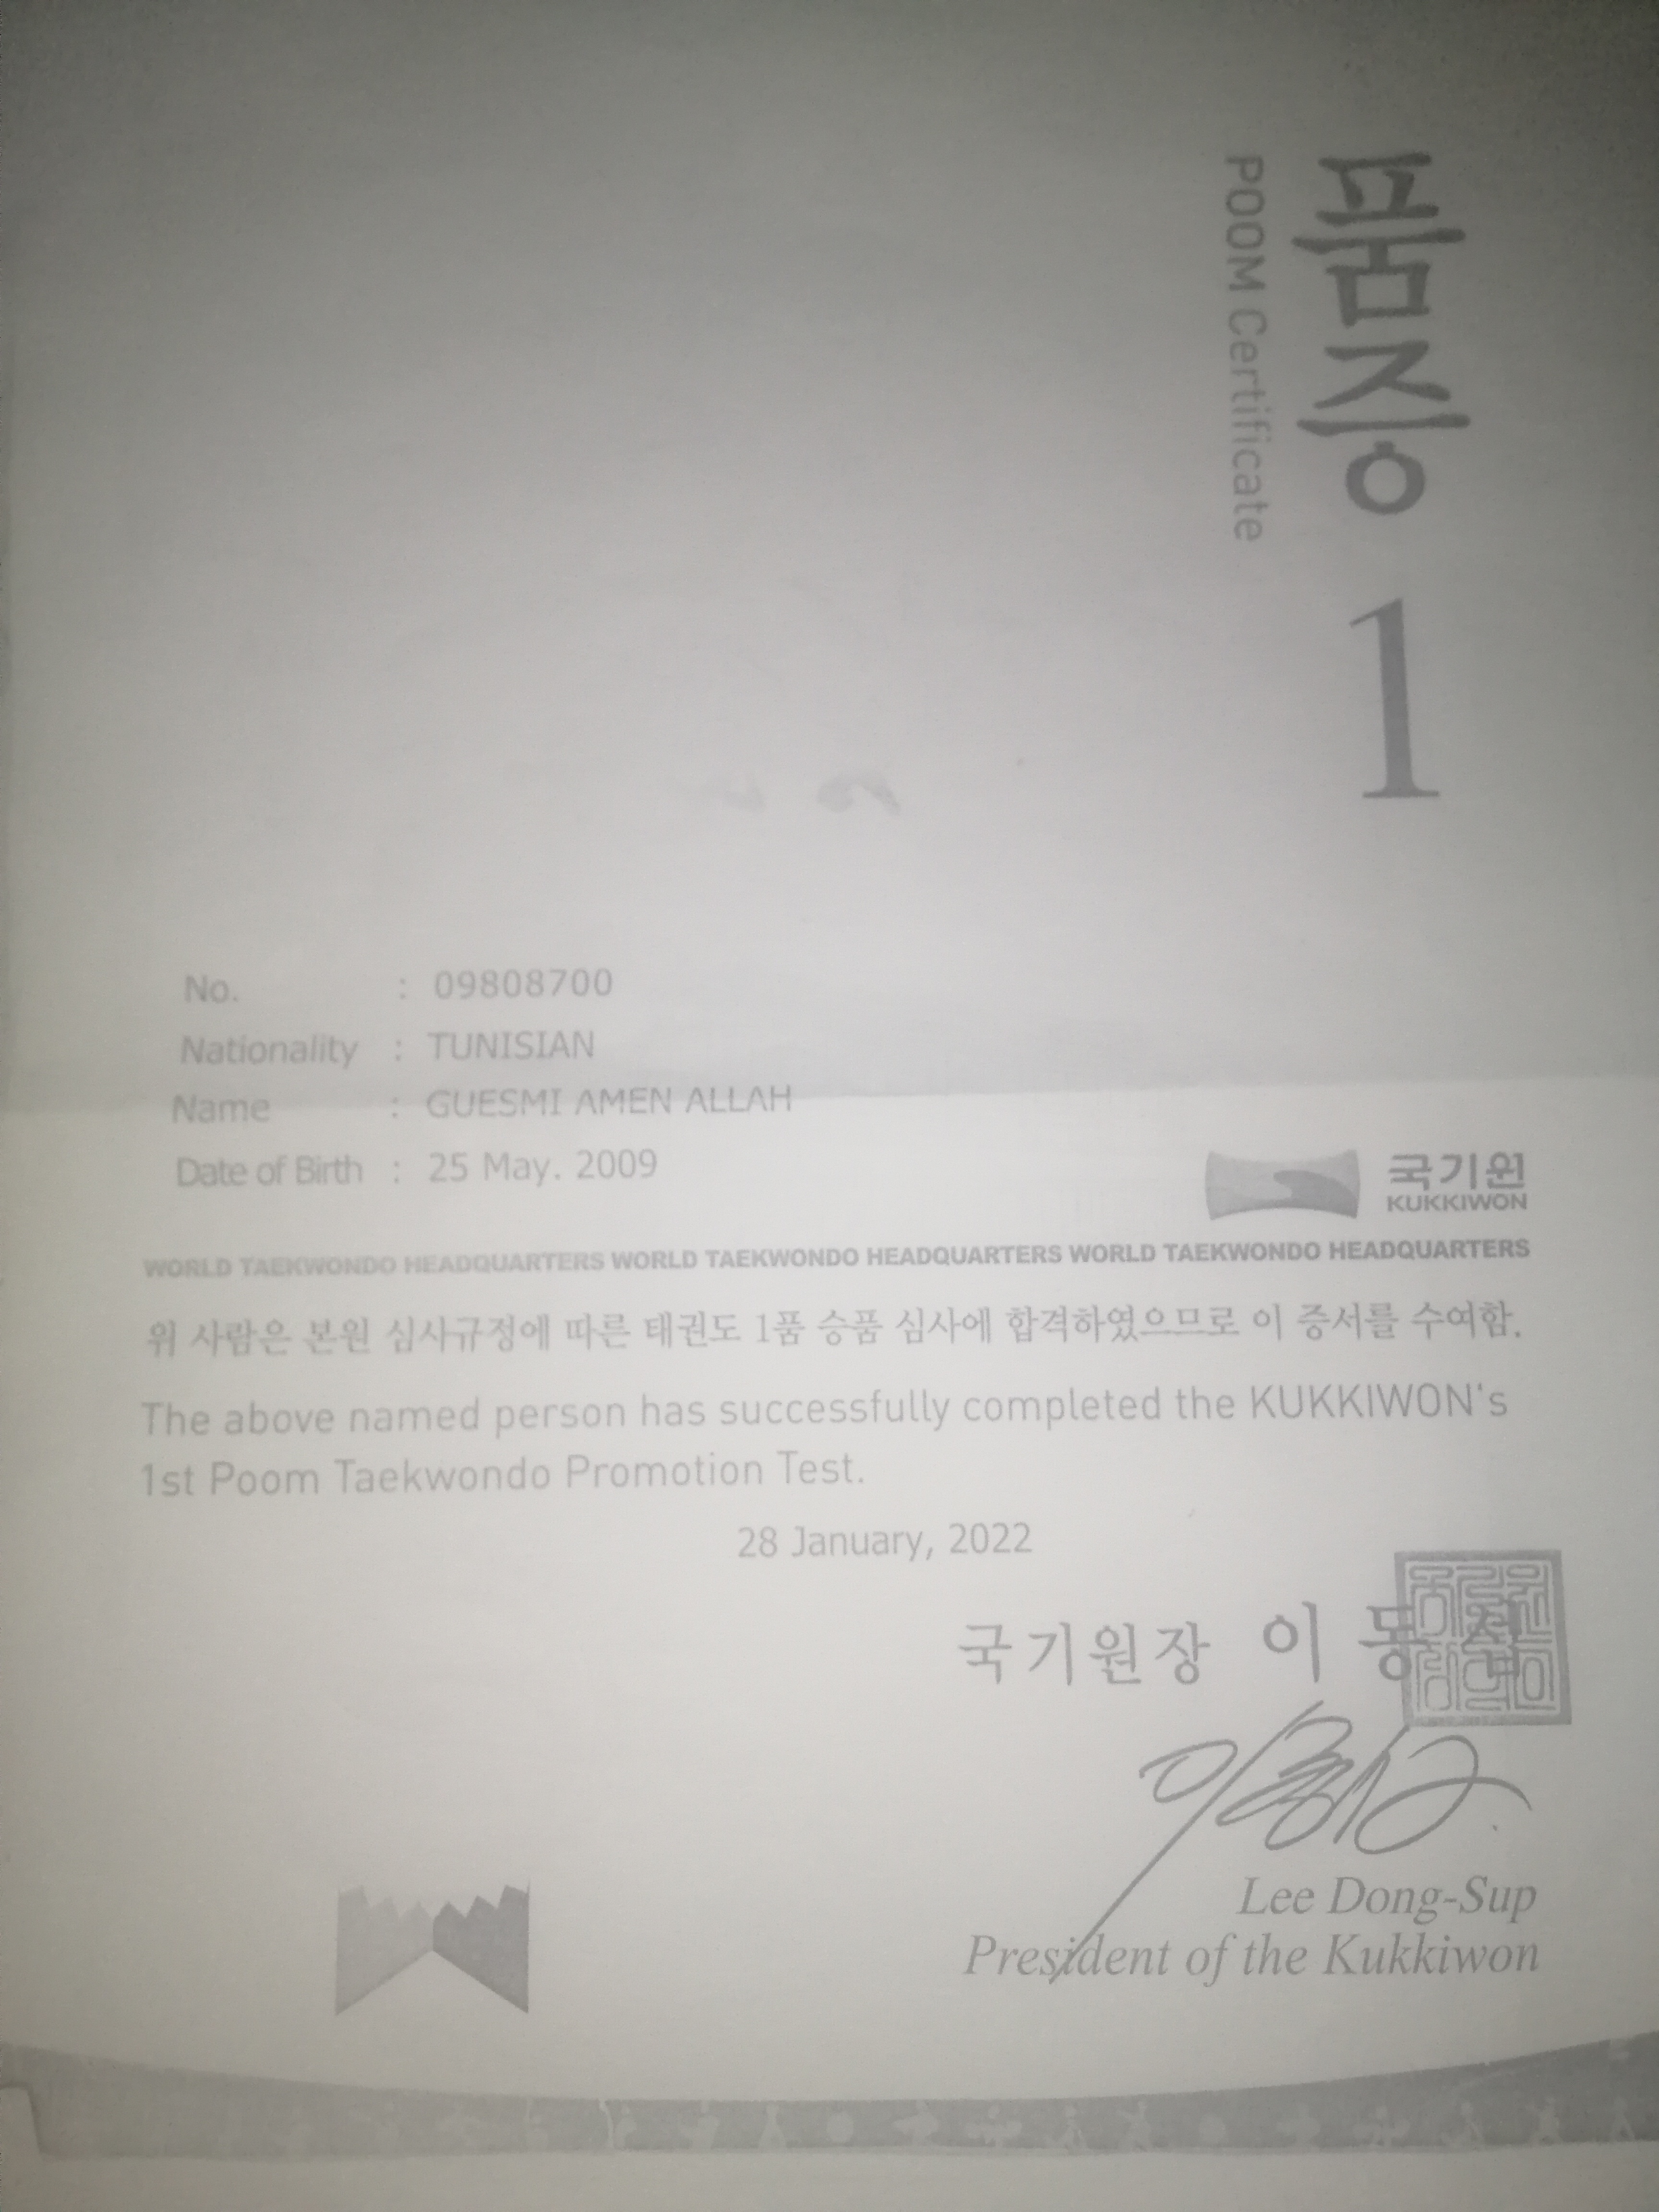 품증
POOM Certificate
1
No. : 09808700
Nationality : TUNISIAN
Name : GUESMI AMEN ALLAH
Date of Birth : 25 May. 2009
국기원
KUKKIWON
WORLD TAEKWONDO HEADQUARTERS WORLD TAEKWONDO HEADQUARTERS WORLD TAEKWONDO HEADQUARTERS
위 사람은 본원 심사규정에 따른 태권도 1품 승품 심사에 합격하였으므로 이 증서를 수여함.
The above named person has successfully completed the KUKKIWON's
1st Poom Taekwondo Promotion Test.
28 January, 2022
국기원장 이 동 섭
Lee Dong-Sup
President of the Kukkiwon